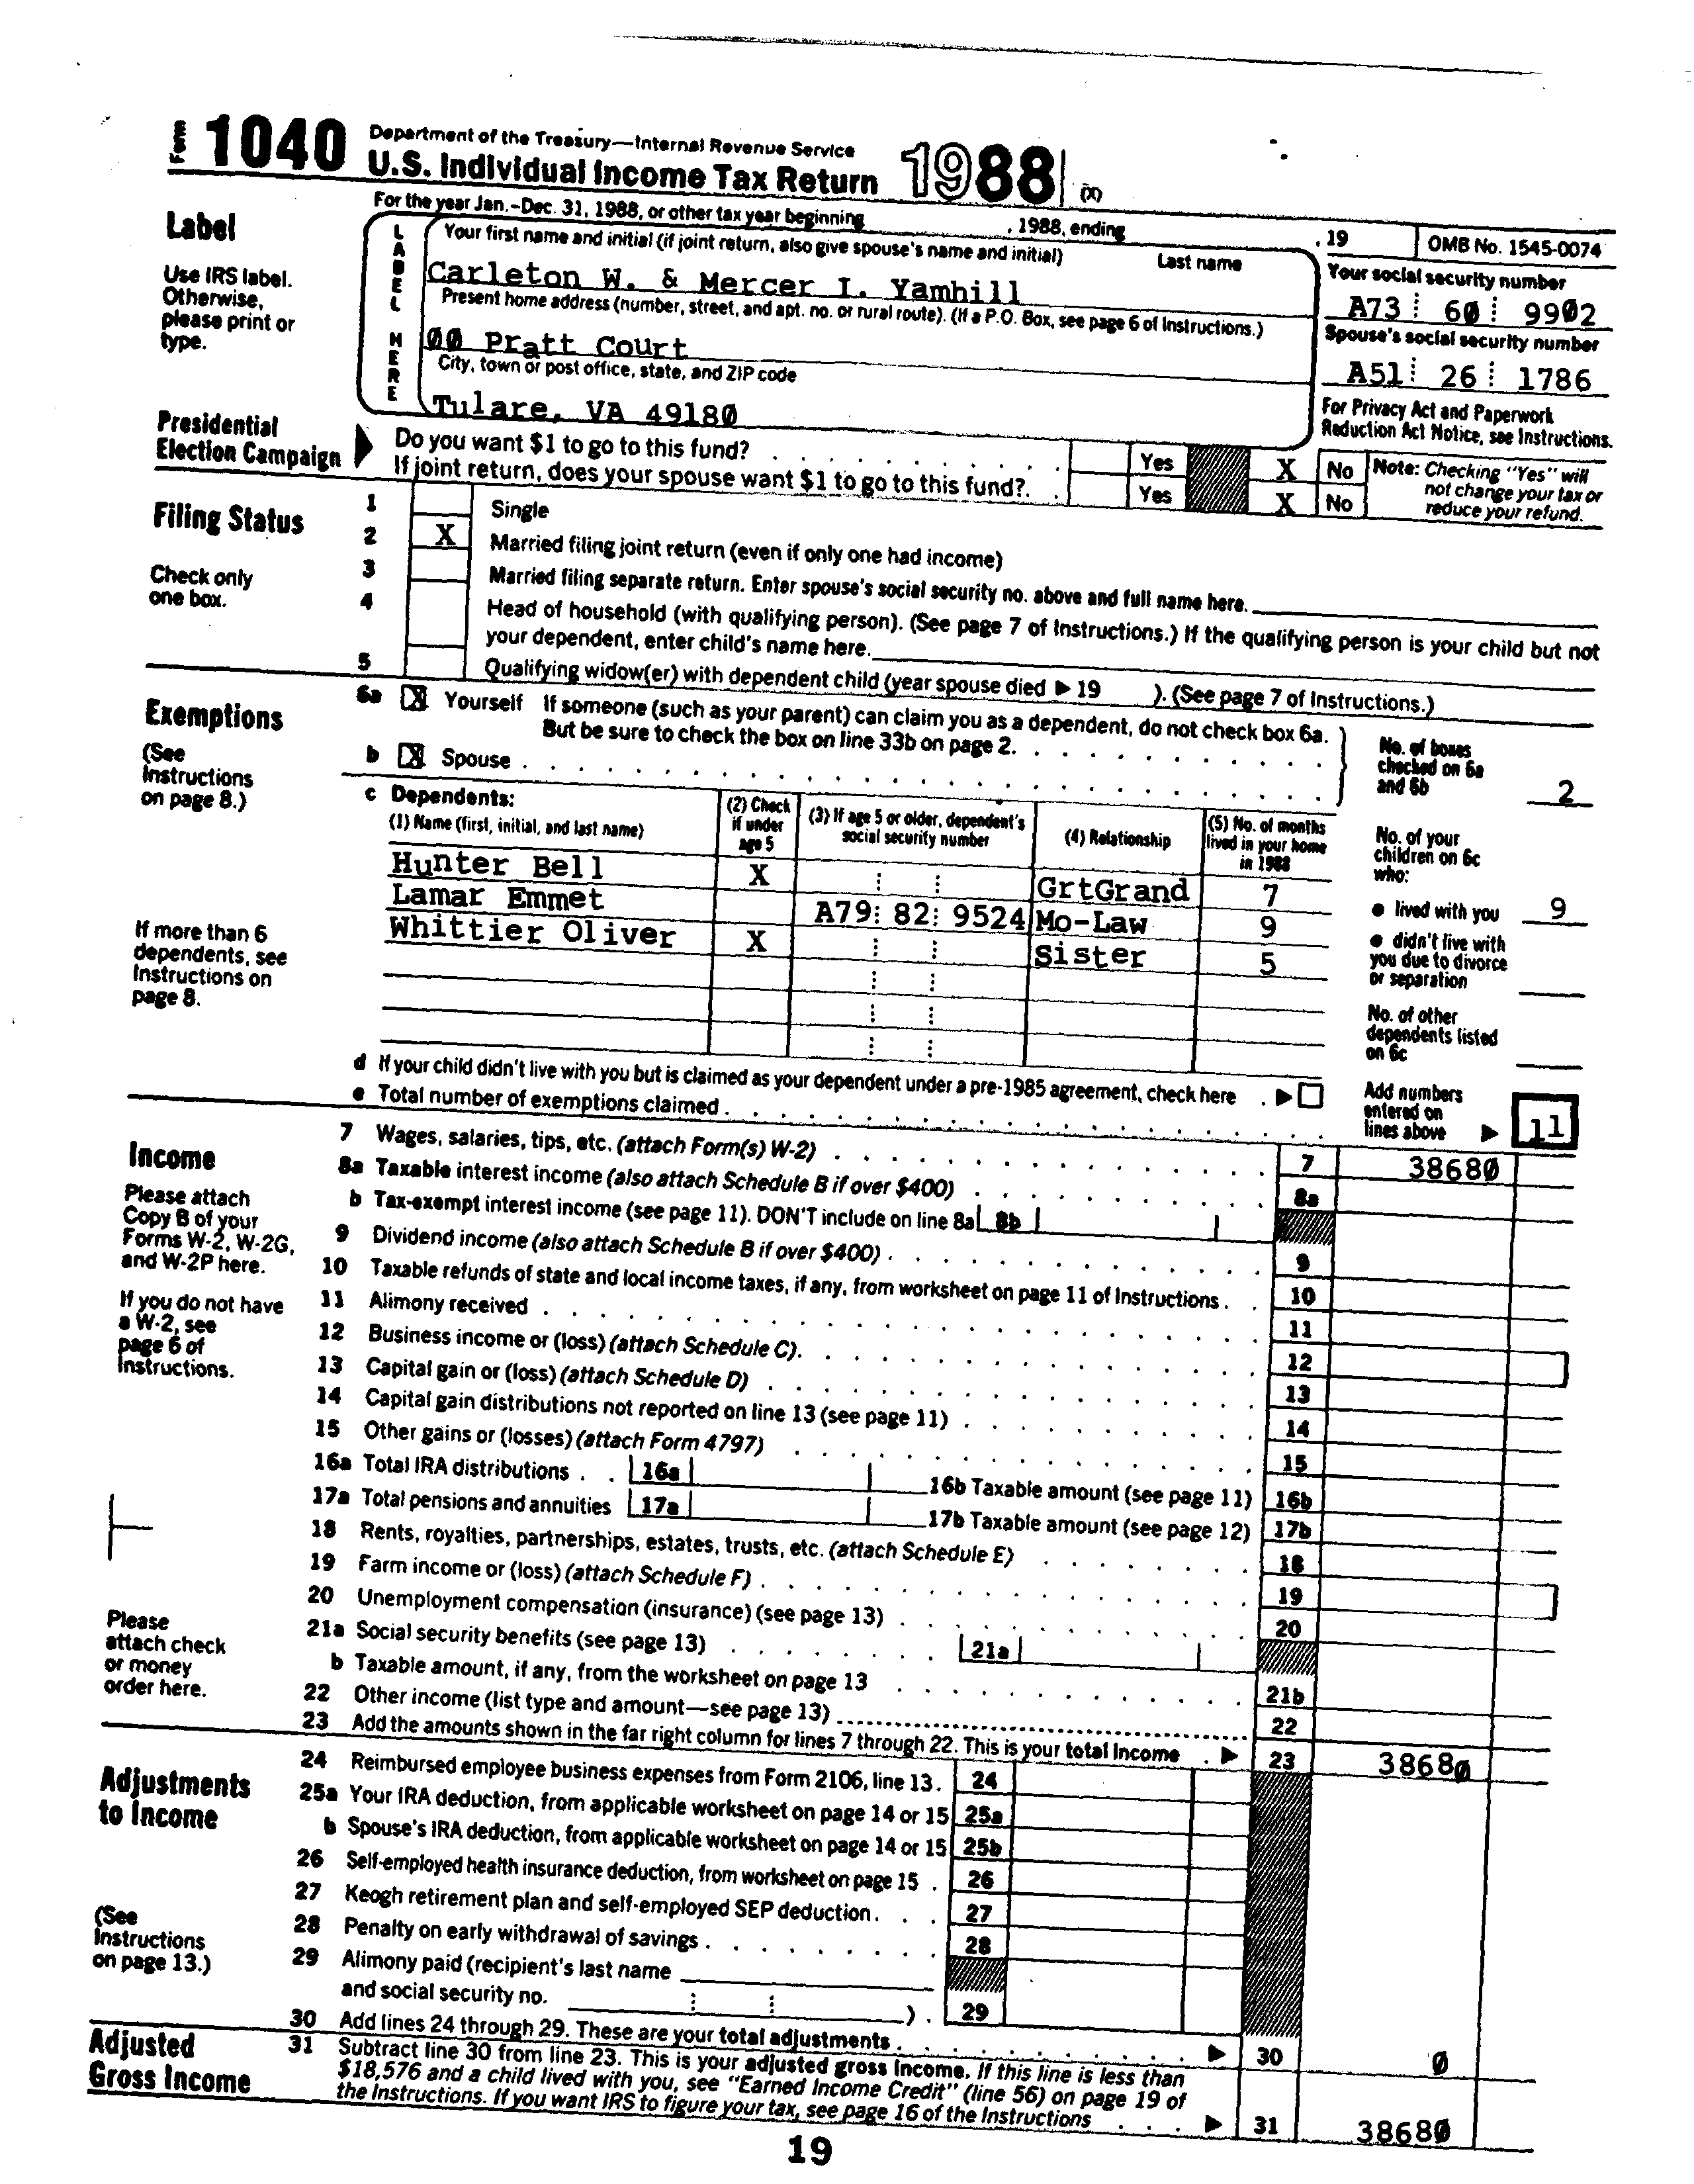 Form 1040 Department of the Treasury—Internal Revenue Service
U.S. Individual Income Tax Return 1988 (X)
For the year Jan.–Dec. 31, 1988, or other tax year beginning , 1988, ending , 19 OMB No. 1545-0074
Label
Use IRS label. Otherwise, please print or type.
LABEL HERE
Your first name and initial (if joint return, also give spouse's name and initial) Last name
Carleton W. & Mercer I. Yamhill
Your social security number
A73 60 9902
Present home address (number, street, and apt. no. or rural route). (If a P.O. Box, see page 6 of Instructions.)
00 Pratt Court
Spouse's social security number
A51 26 1786
City, town or post office, state, and ZIP code
Tulare, VA 49180
For Privacy Act and Paperwork Reduction Act Notice, see Instructions.
Presidential Election Campaign
Do you want $1 to go to this fund? Yes X No
If joint return, does your spouse want $1 to go to this fund? Yes X No
Note: Checking "Yes" will not change your tax or reduce your refund.
Filing Status
Check only one box.
1 Single
2 X Married filing joint return (even if only one had income)
3 Married filing separate return. Enter spouse's social security no. above and full name here.
4 Head of household (with qualifying person). (See page 7 of Instructions.) If the qualifying person is your child but not
your dependent, enter child's name here.
5 Qualifying widow(er) with dependent child (year spouse died ▶ 19 ). (See page 7 of Instructions.)
Exemptions
(See Instructions on page 8.)
6a X Yourself If someone (such as your parent) can claim you as a dependent, do not check box 6a.
But be sure to check the box on line 33b on page 2.
b X Spouse
No. of boxes checked on 6a and 6b 2
c Dependents:
(1) Name (first, initial, and last name) (2) Check if under age 5 (3) If age 5 or older, dependent's social security number (4) Relationship (5) No. of months lived in your home in 1988
Hunter Bell X GrtGrand 7
Lamar Emmet A79 82 9524 Mo-Law 9
Whittier Oliver X Sister 5
If more than 6 dependents, see Instructions on page 8.
No. of your children on 6c who:
● lived with you 9
● didn't live with you due to divorce or separation
No. of other dependents listed on 6c
d If your child didn't live with you but is claimed as your dependent under a pre-1985 agreement, check here ▶
e Total number of exemptions claimed
Add numbers entered on lines above ▶ 11
Income
Please attach Copy B of your Forms W-2, W-2G, and W-2P here.
If you do not have a W-2, see page 6 of Instructions.
Please attach check or money order here.
7 Wages, salaries, tips, etc. (attach Form(s) W-2) 7 38680
8a Taxable interest income (also attach Schedule B if over $400) 8a
b Tax-exempt interest income (see page 11). DON'T include on line 8a 8b
9 Dividend income (also attach Schedule B if over $400) 9
10 Taxable refunds of state and local income taxes, if any, from worksheet on page 11 of Instructions. 10
11 Alimony received 11
12 Business income or (loss) (attach Schedule C). 12
13 Capital gain or (loss) (attach Schedule D) 13
14 Capital gain distributions not reported on line 13 (see page 11) 14
15 Other gains or (losses) (attach Form 4797) 15
16a Total IRA distributions 16a 16b Taxable amount (see page 11) 16b
17a Total pensions and annuities 17a 17b Taxable amount (see page 12) 17b
18 Rents, royalties, partnerships, estates, trusts, etc. (attach Schedule E) 18
19 Farm income or (loss) (attach Schedule F) 19
20 Unemployment compensation (insurance) (see page 13) 20
21a Social security benefits (see page 13) 21a
b Taxable amount, if any, from the worksheet on page 13 21b
22 Other income (list type and amount—see page 13) 22
23 Add the amounts shown in the far right column for lines 7 through 22. This is your total income ▶ 23 38680
Adjustments to Income
(See Instructions on page 13.)
24 Reimbursed employee business expenses from Form 2106, line 13. 24
25a Your IRA deduction, from applicable worksheet on page 14 or 15 25a
b Spouse's IRA deduction, from applicable worksheet on page 14 or 15 25b
26 Self-employed health insurance deduction, from worksheet on page 15 26
27 Keogh retirement plan and self-employed SEP deduction 27
28 Penalty on early withdrawal of savings 28
29 Alimony paid (recipient's last name
and social security no. ). 29
30 Add lines 24 through 29. These are your total adjustments ▶ 30 0
Adjusted Gross Income
31 Subtract line 30 from line 23. This is your adjusted gross income. If this line is less than
$18,576 and a child lived with you, see "Earned Income Credit" (line 56) on page 19 of
the Instructions. If you want IRS to figure your tax, see page 16 of the Instructions ▶ 31 38680
19